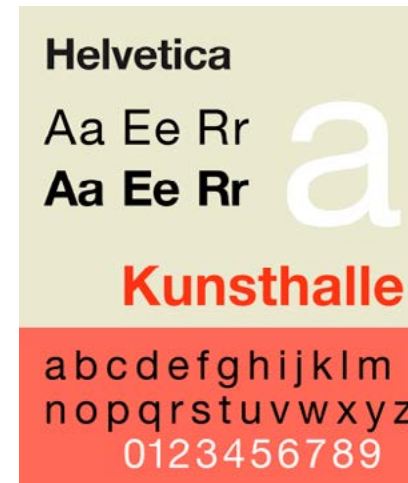 Helvetica
Aa Ee Rr
Aa Ee Rr
a
Kunsthalle
abcdefghijklm
nopqrstuvwxyz
0123456789